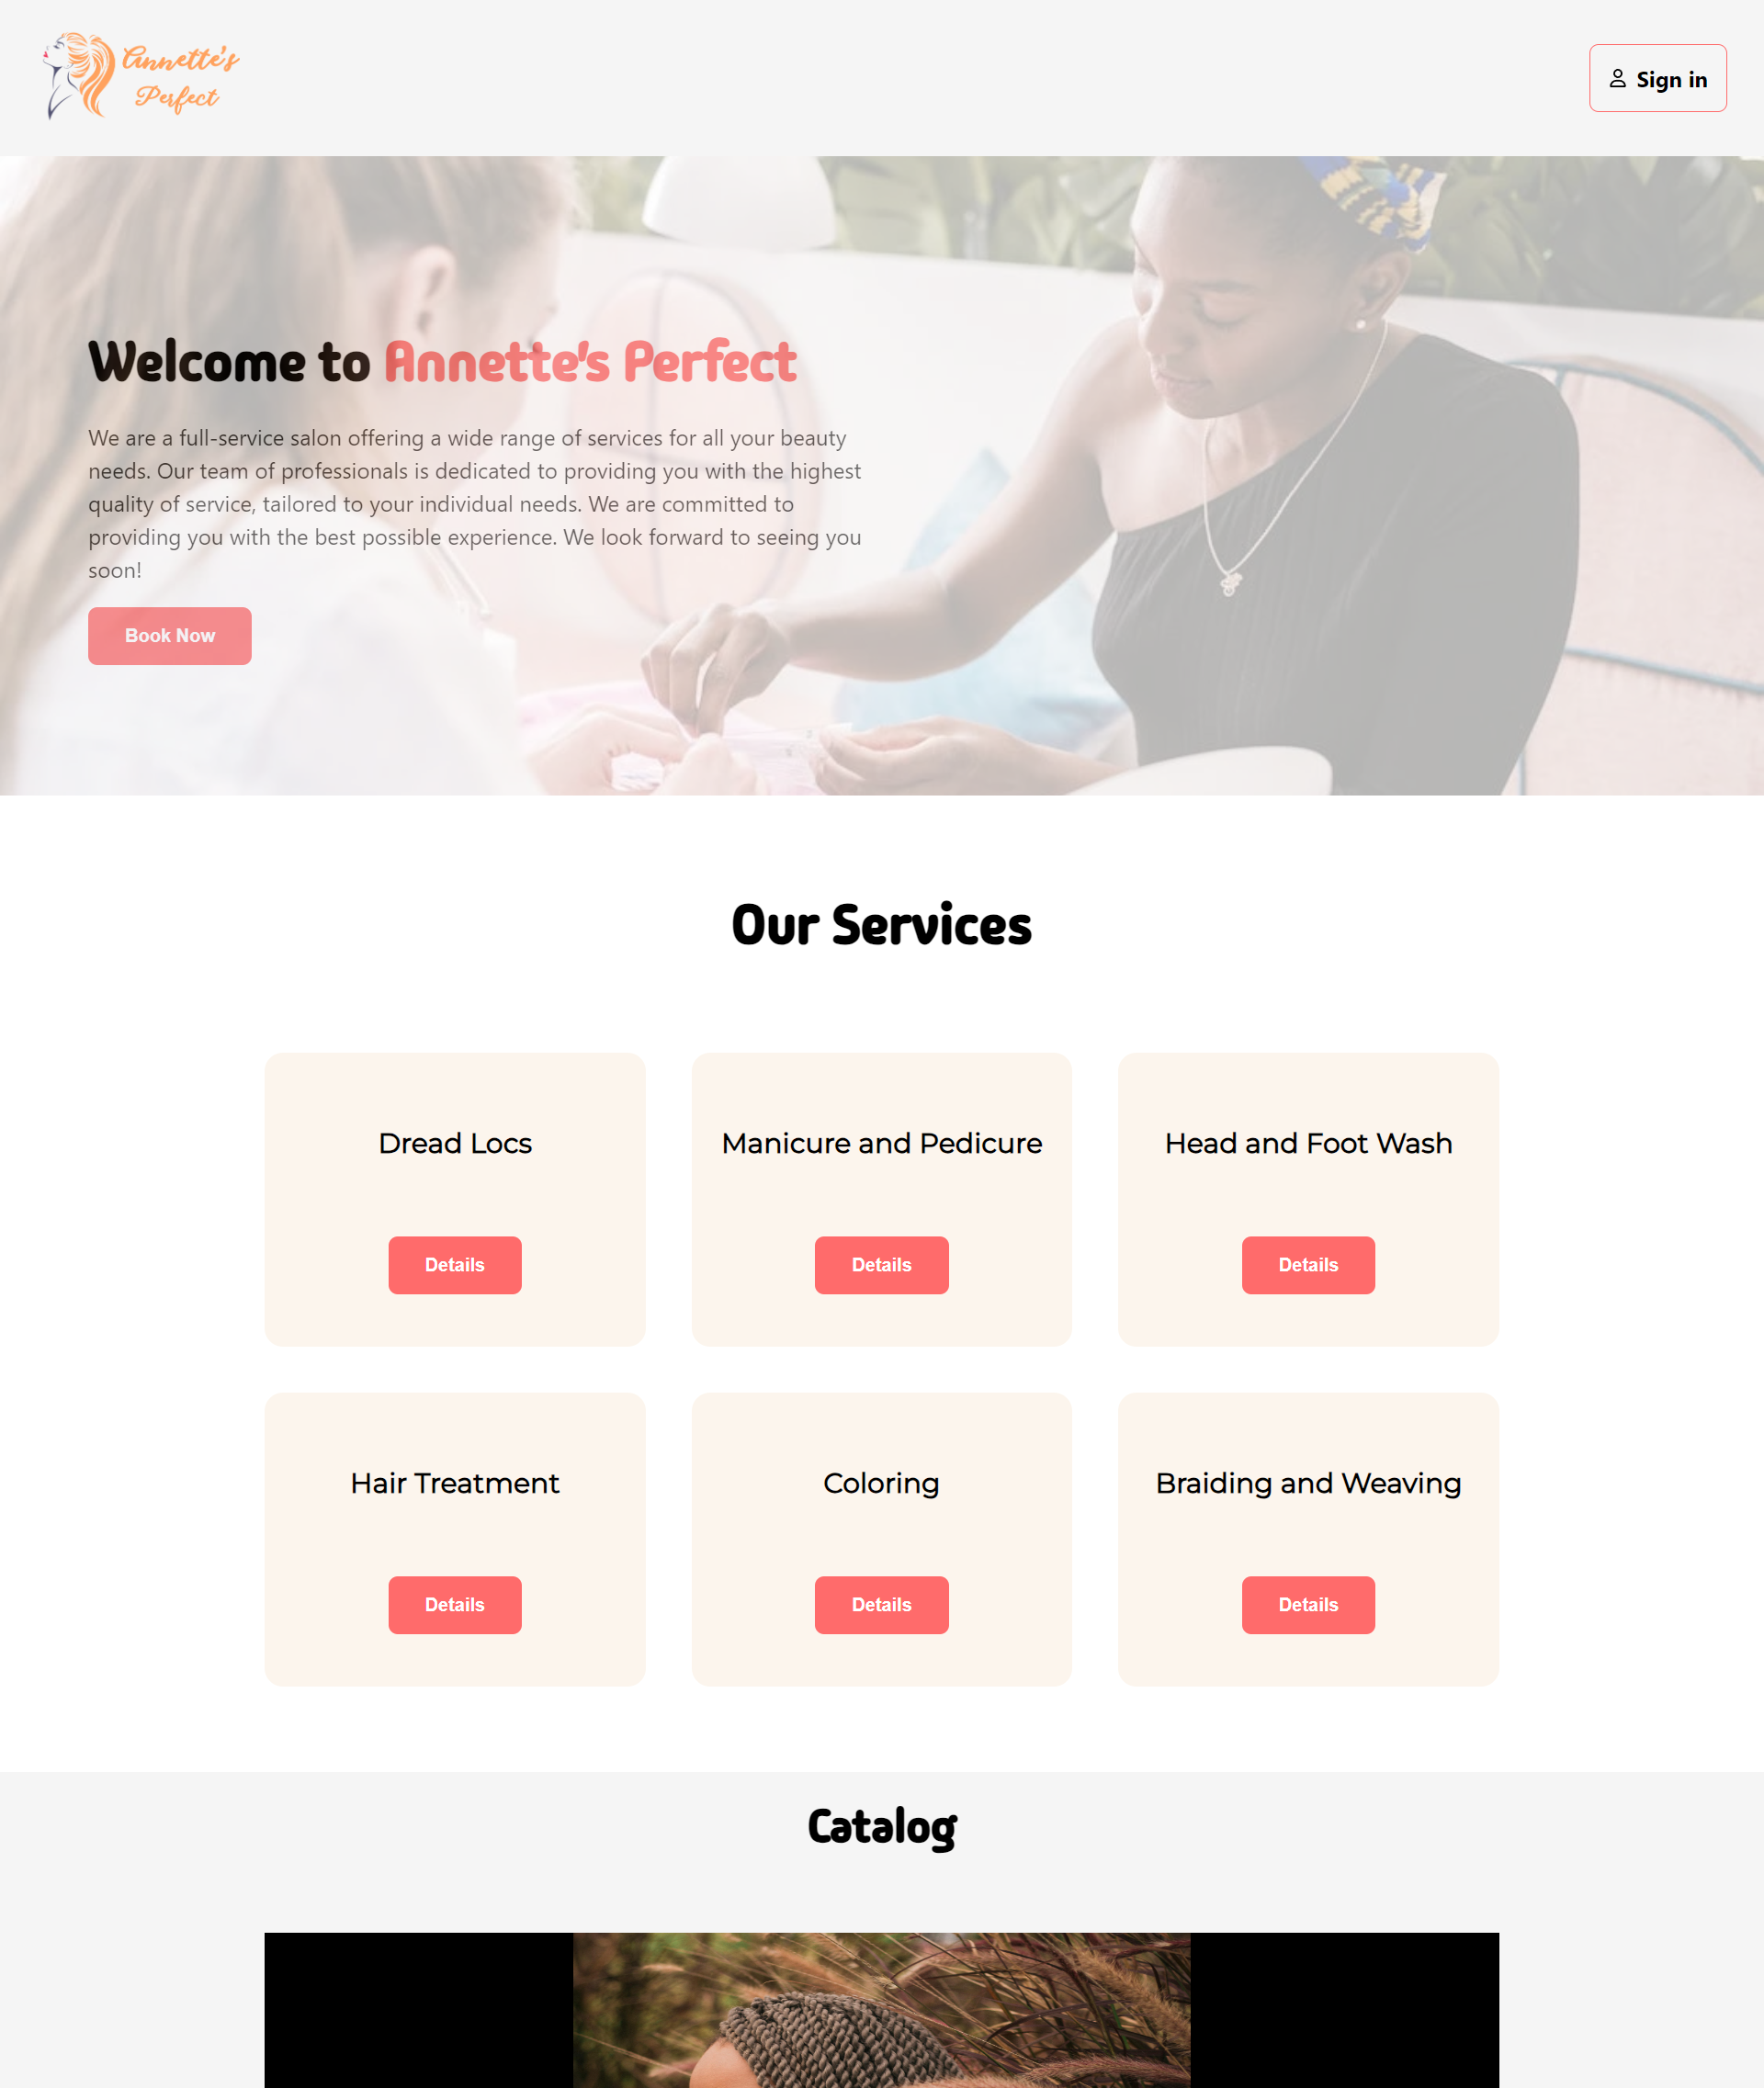 Annette's
Perfect
Sign in
Welcome to Annette's Perfect
We are a full-service salon offering a wide range of services for all your beauty
needs. Our team of professionals is dedicated to providing you with the highest
quality of service, tailored to your individual needs. We are committed to
providing you with the best possible experience. We look forward to seeing you
soon!
Book Now
Our Services
Dread Locs
Manicure and Pedicure
Head and Foot Wash
Details
Details
Details
Hair Treatment
Coloring
Braiding and Weaving
Details
Details
Details
Catalog